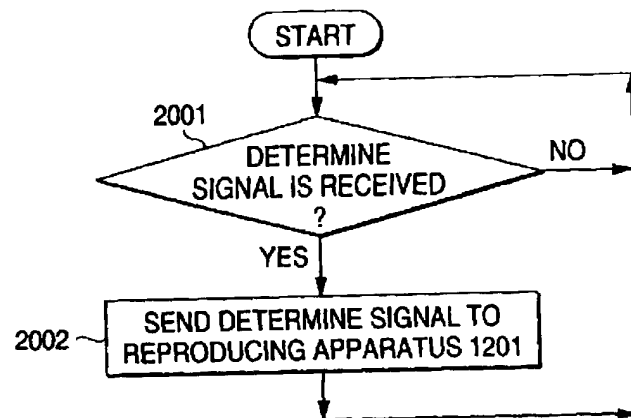 START
2001
DETERMINE
SIGNAL IS RECEIVED
?
NO
YES
2002
SEND DETERMINE SIGNAL TO
REPRODUCING APPARATUS 1201